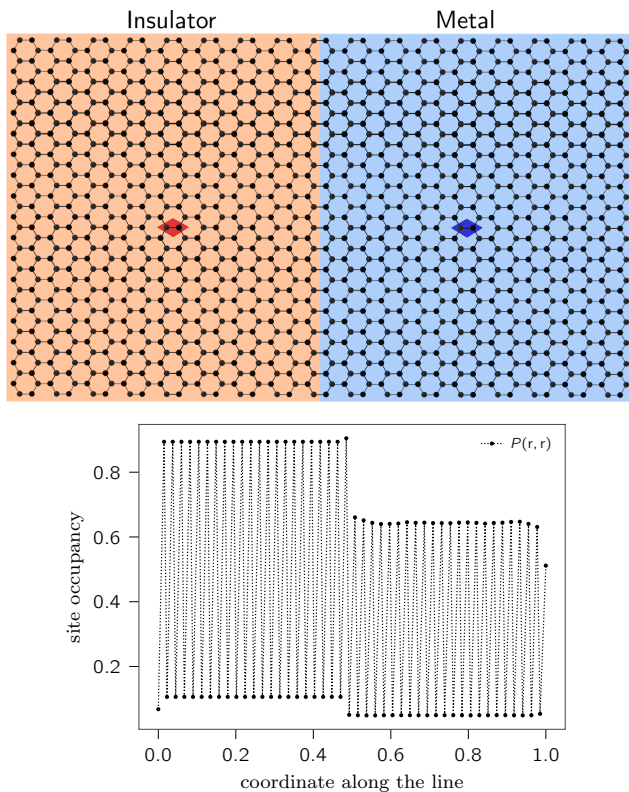 Insulator Metal
P(r, r)
0.8
0.6
0.4
0.2
site occupancy
0.0 0.2 0.4 0.6 0.8 1.0
coordinate along the line